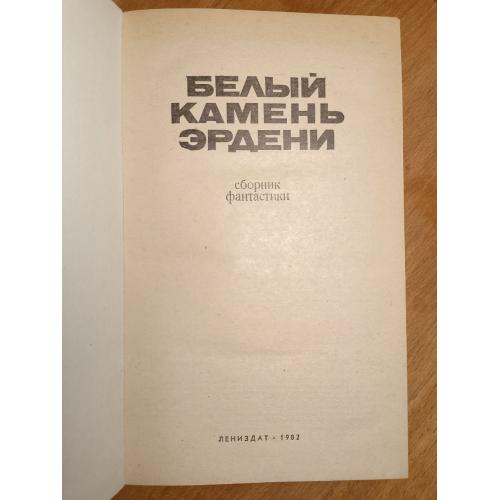 БЕЛЫЙ
КАМЕНЬ
ЭРДЕНИ
сборник
фантастики
ЛЕНИЗДАТ • 1982